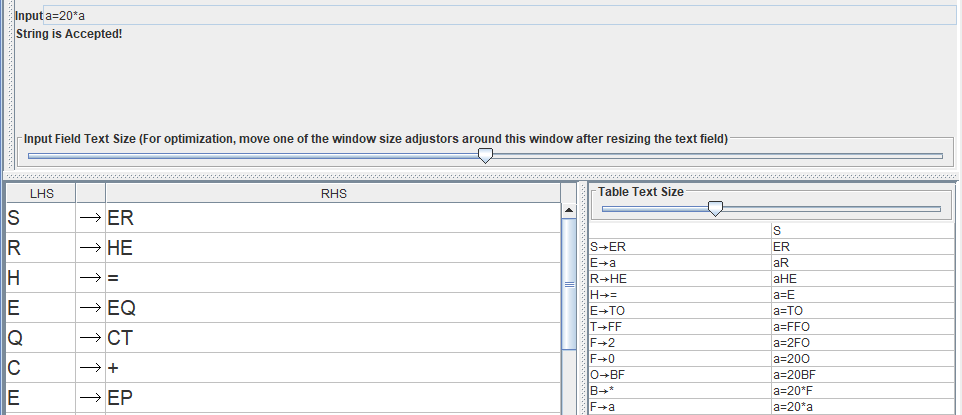 Input a=20*a
String is Accepted!
Input Field Text Size (For optimization, move one of the window size adjustors around this window after resizing the text field)
LHS RHS
S → ER
R → HE
H → =
E → EQ
Q → CT
C → +
E → EP
Table Text Size
S
S→ER ER
E→a aR
R→HE aHE
H→= a=E
E→TO a=TO
T→FF a=FFO
F→2 a=2FO
F→0 a=20O
O→BF a=20BF
B→* a=20*F
F→a a=20*a